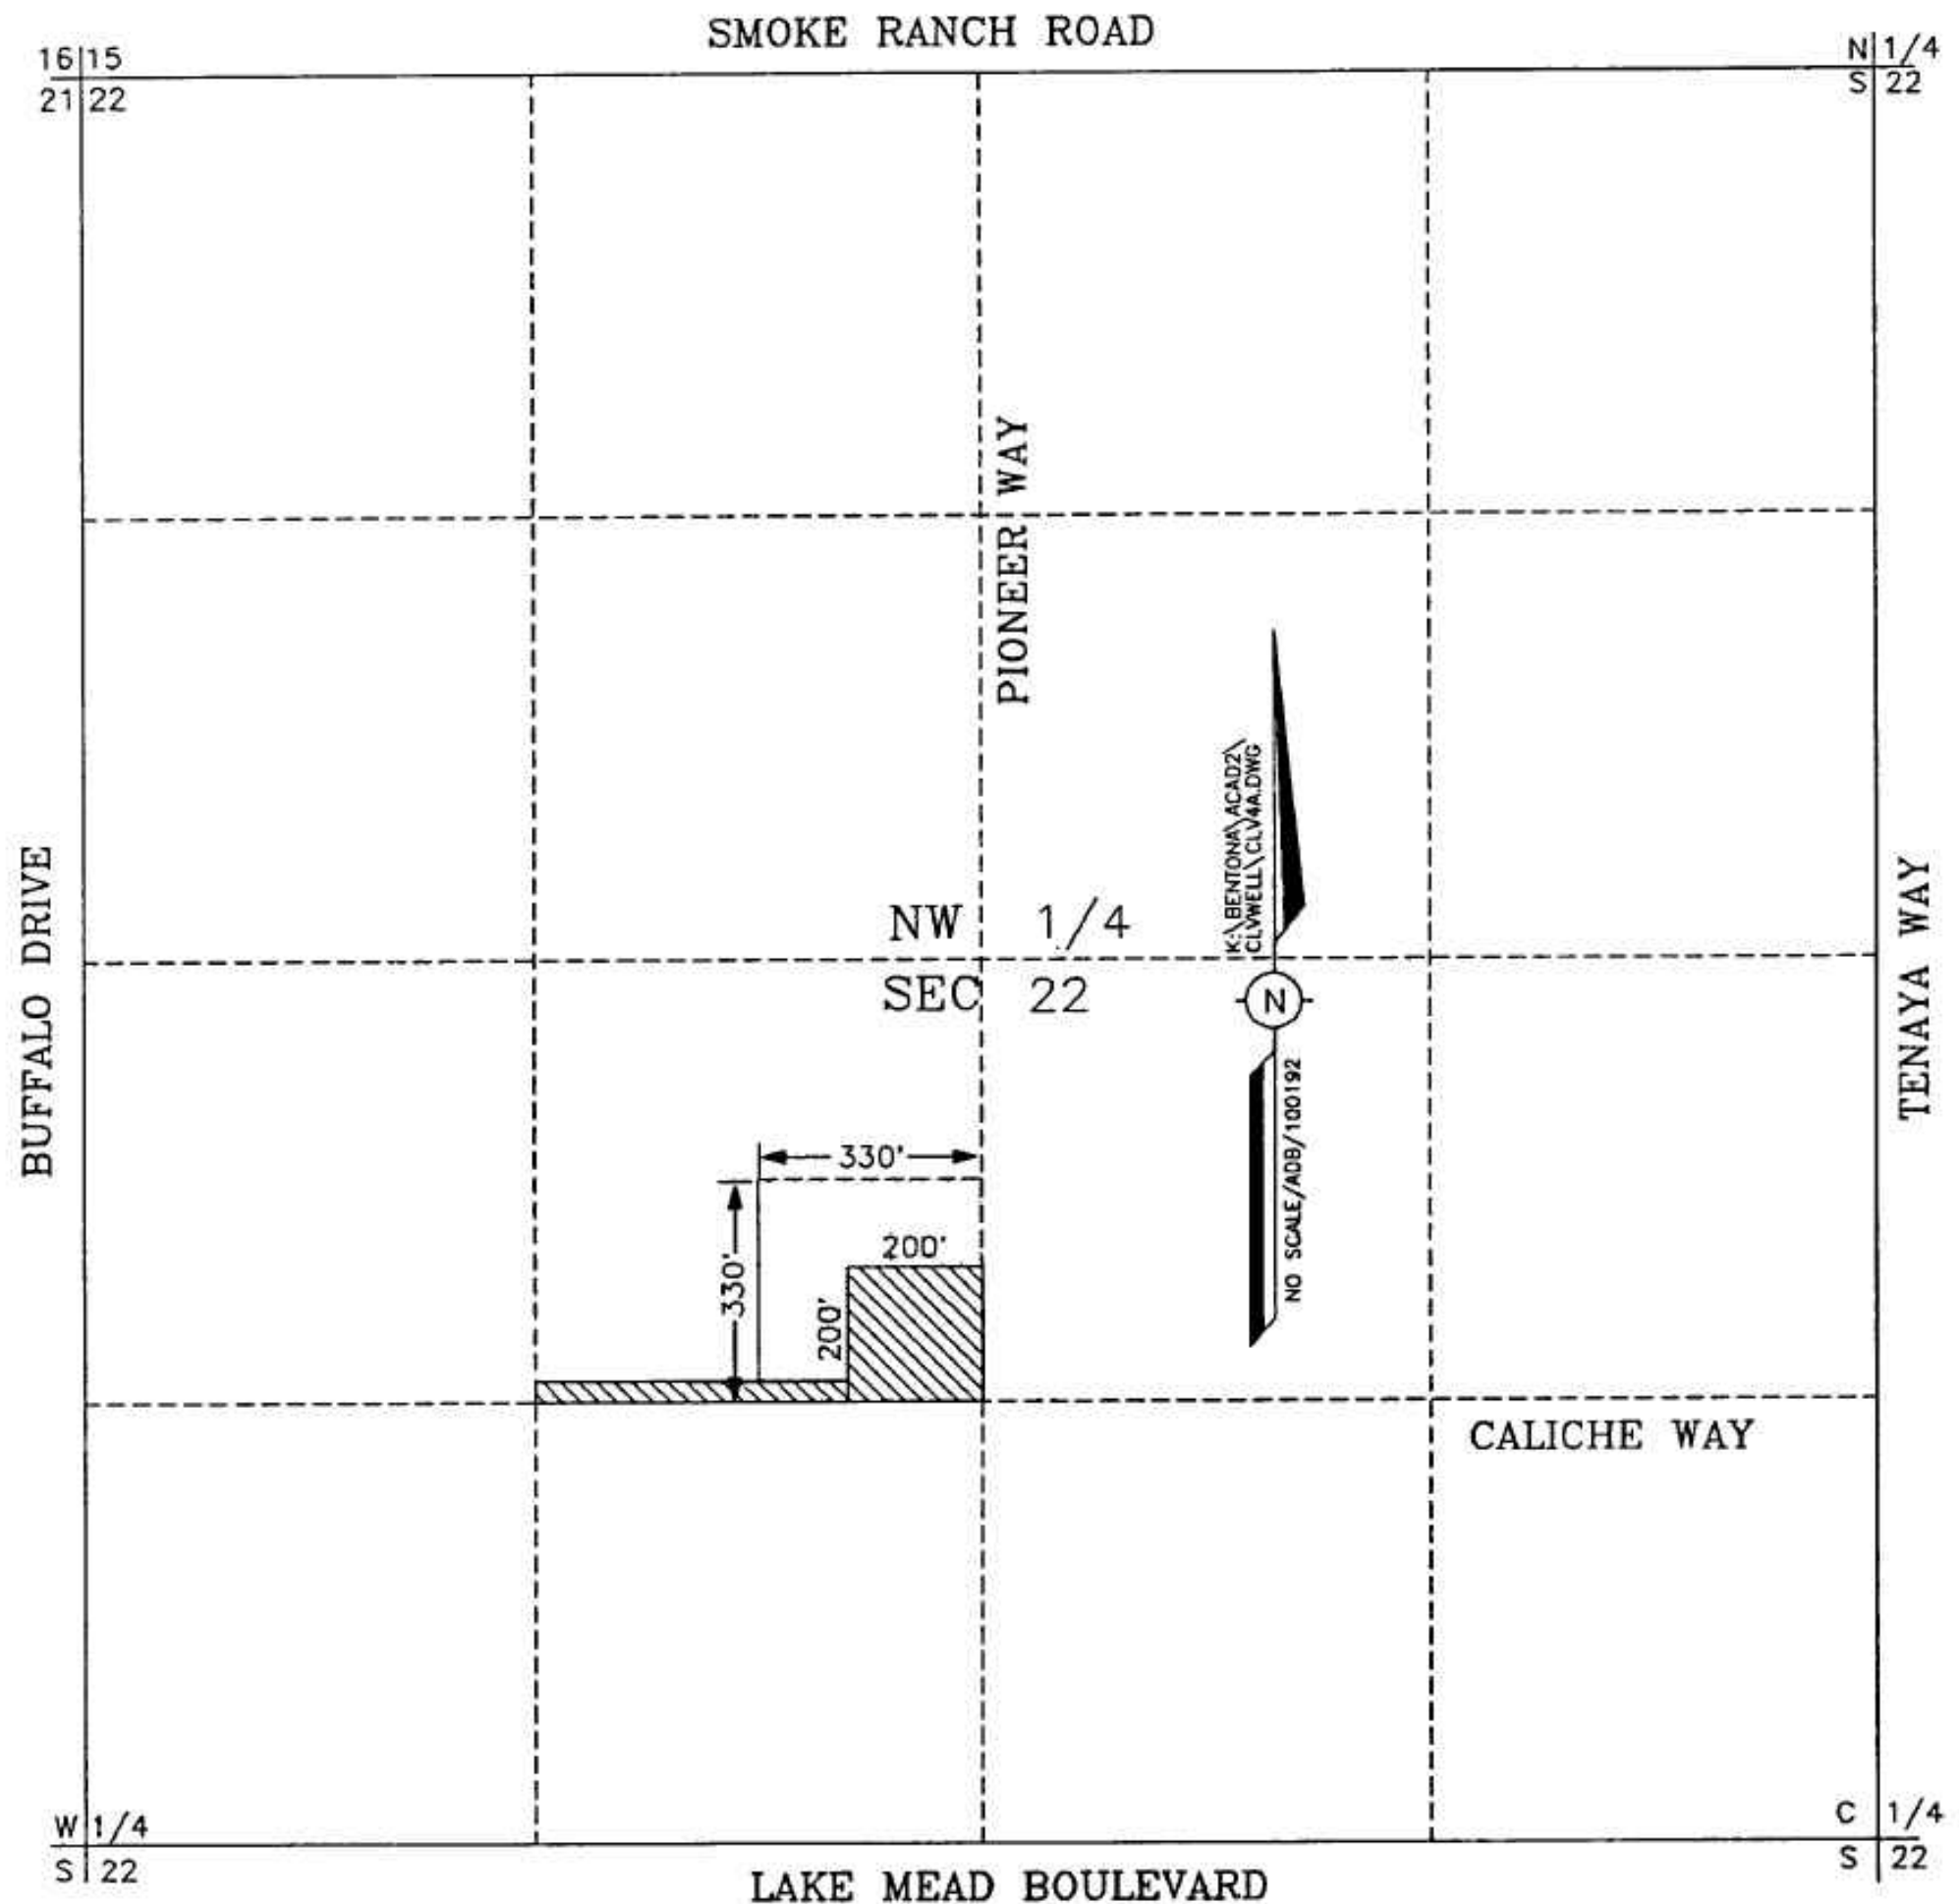 SMOKE RANCH ROAD
16 15
21 22
N 1/4
S 22
PIONEER WAY
K:\BENTONA\ACAD2\
CLVWELL\CLV4A.DWG
BUFFALO DRIVE
NW 1/4
SEC 22
N
TENAYA WAY
NO SCALE/ADB/100192
330'
330'
200'
200'
CALICHE WAY
W 1/4
S 22
C 1/4
S 22
LAKE MEAD BOULEVARD